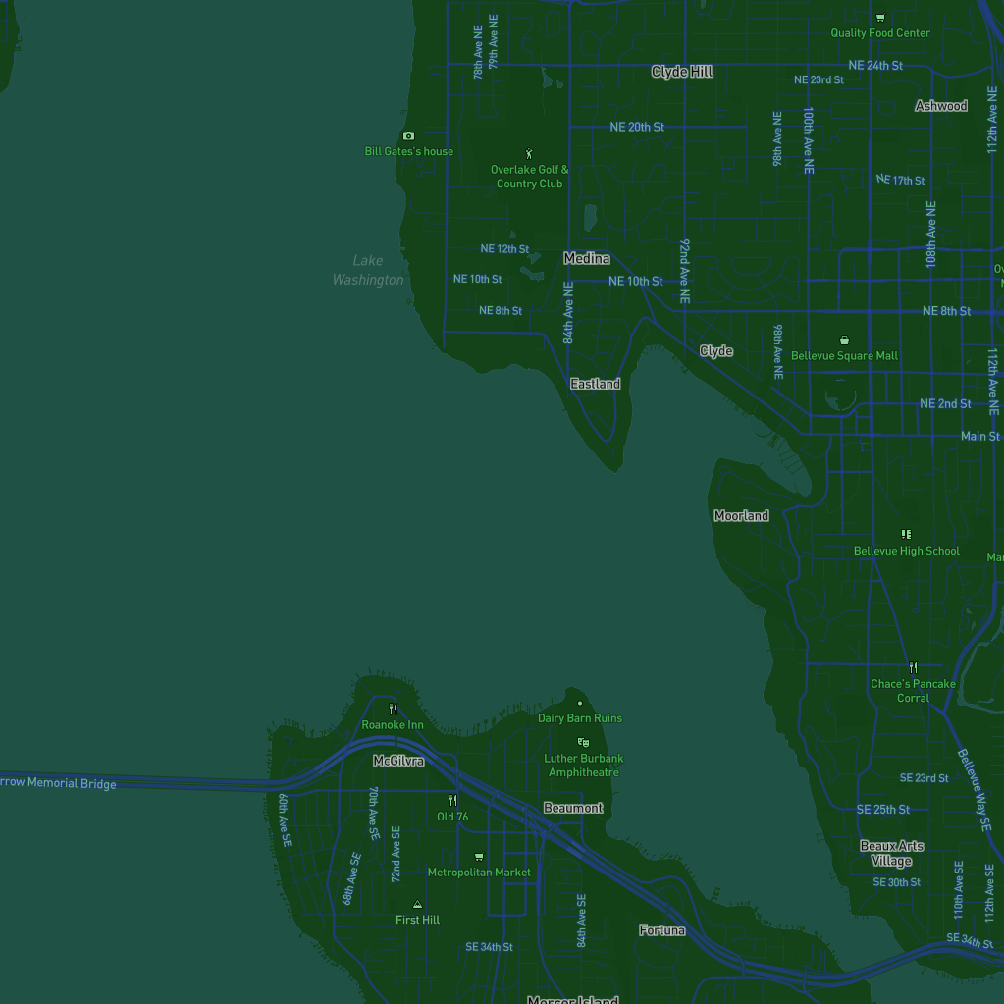 Quality Food Center
78th Ave NE
79th Ave NE
NE 24th St
Clyde Hill
NE 23rd St
Ashwood
112th Ave NE
NE 20th St
98th Ave NE
100th Ave NE
Bill Gates's house
Overlake Golf &
Country Club
NE 17th St
108th Ave NE
NE 12th St
Medina
92nd Ave NE
Lake
Washington
NE 10th St
NE 10th St
NE 8th St
84th Ave NE
NE 8th St
Clyde
98th Ave NE
Bellevue Square Mall
112th Ave NE
Eastland
NE 2nd St
Main St
Moorland
Bellevue High School
Chace's Pancake
Corral
Dairy Barn Ruins
Roanoke Inn
Luther Burbank
Amphitheatre
McGilvra
rrow Memorial Bridge
SE 23rd St
Bellevue Way SE
60th Ave SE
70th Ave SE
Old 76
Beaumont
SE 25th St
72nd Ave SE
Beaux Arts
Village
68th Ave SE
Metropolitan Market
SE 30th St
110th Ave SE
112th Ave SE
First Hill
84th Ave SE
Fortuna
SE 34th St
SE 34th St
Mercer Island